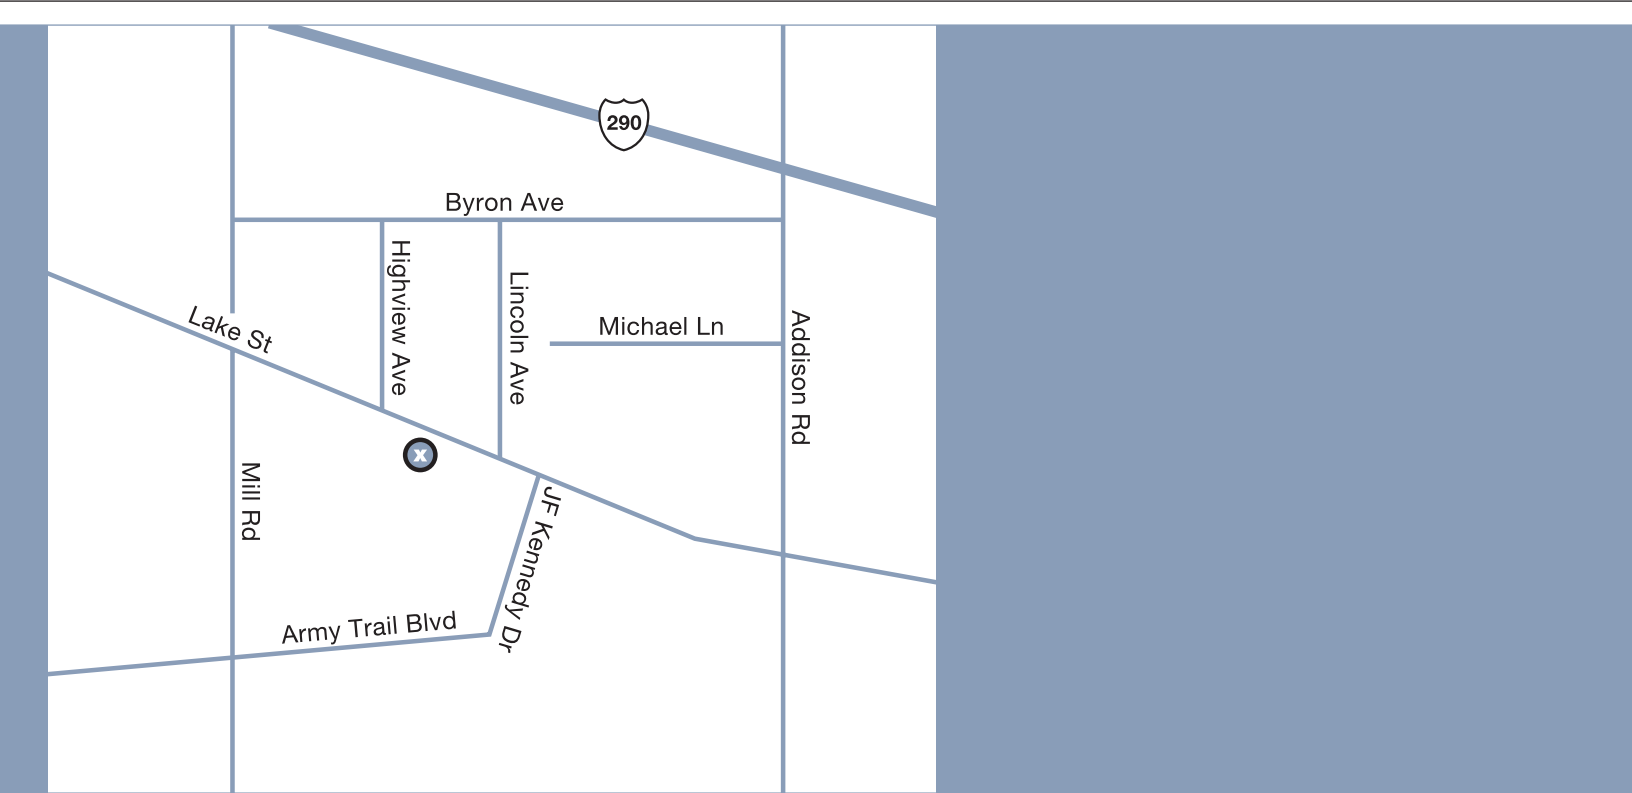 290
Byron Ave
Highview Ave
Lincoln Ave
Michael Ln
Addison Rd
Lake St
x
Mill Rd
JF Kennedy Dr
Army Trail Blvd